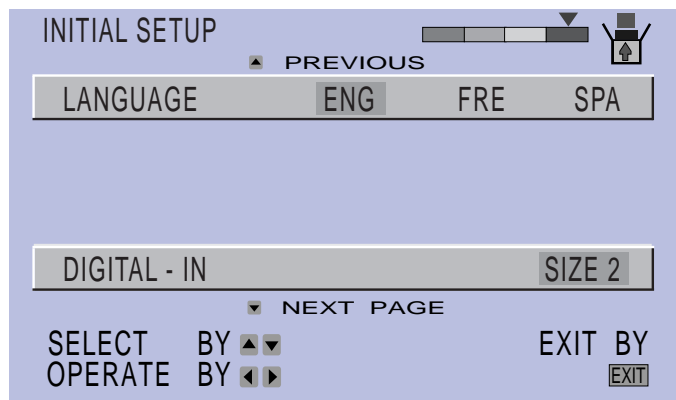 INITIAL SETUP
PREVIOUS
LANGUAGE ENG FRE SPA
DIGITAL - IN SIZE 2
NEXT PAGE
SELECT BY EXIT BY
OPERATE BY EXIT